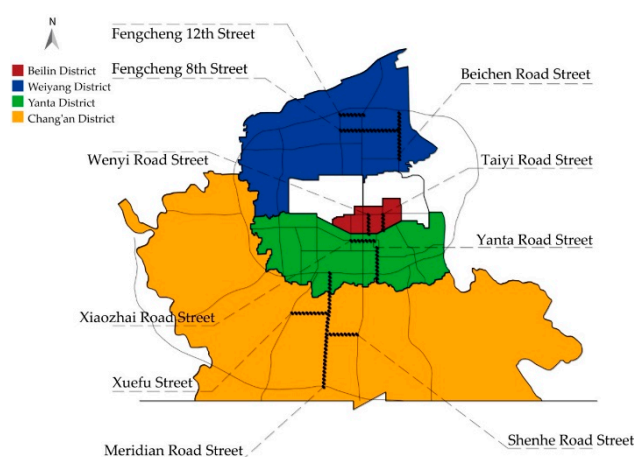 N
Beilin District
Weiyang District
Yanta District
Chang'an District
Fengcheng 12th Street
Fengcheng 8th Street
Beichen Road Street
Wenyi Road Street
Taiyi Road Street
Yanta Road Street
Xiaozhai Road Street
Xuefu Street
Shenhe Road Street
Meridian Road Street